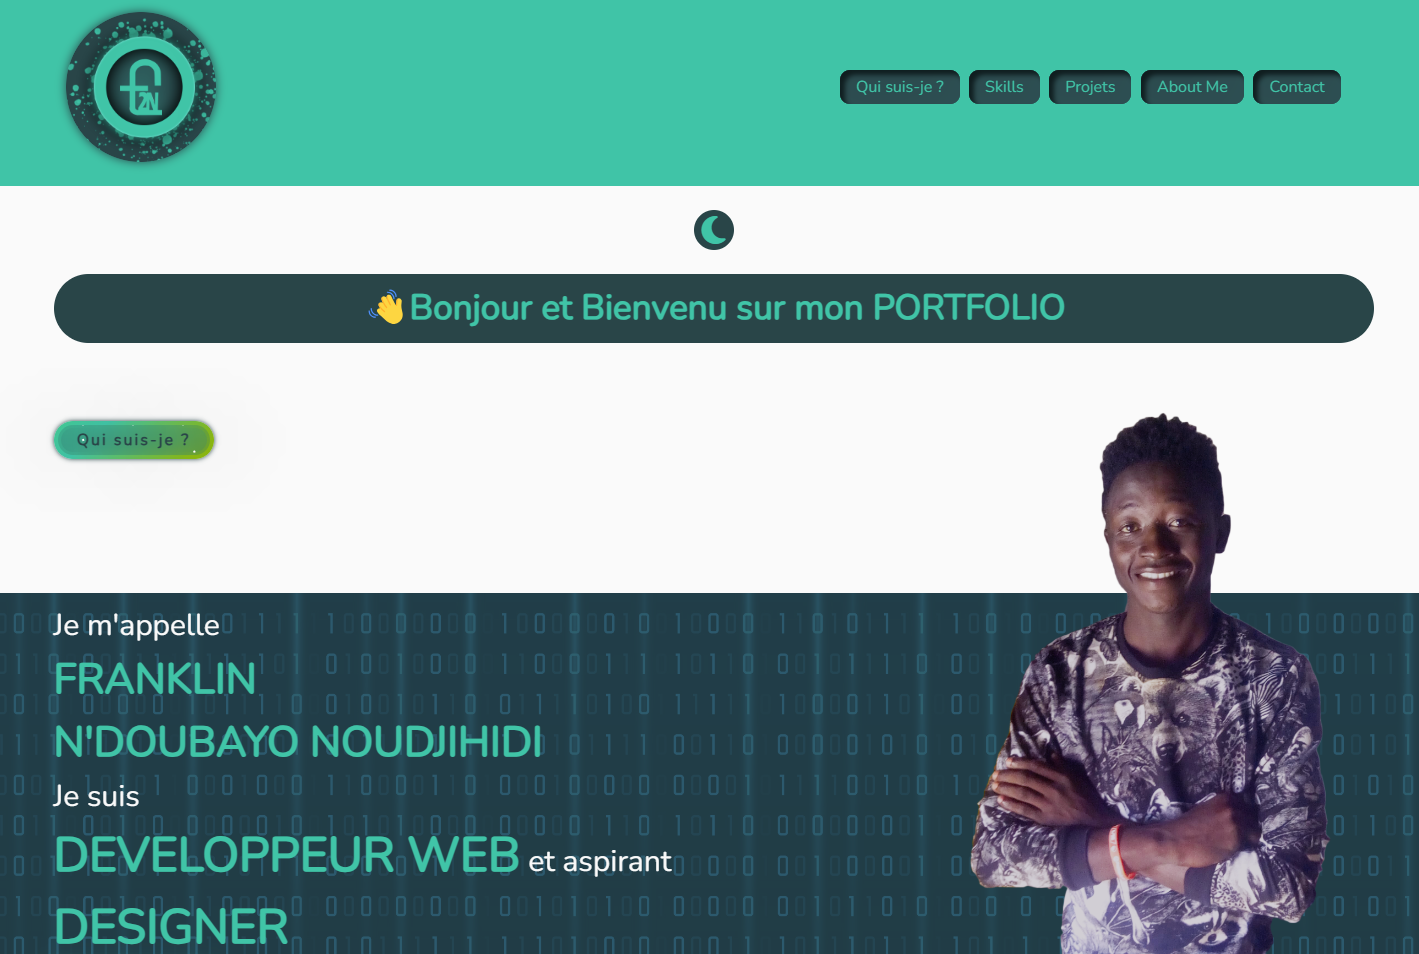 Qui suis-je ?
Skills
Projets
About Me
Contact
👋 Bonjour et Bienvenu sur mon PORTFOLIO
Qui suis-je ?
Je m'appelle
FRANKLIN
N'DOUBAYO NOUDJIHIDI
Je suis
DEVELOPPEUR WEB et aspirant
DESIGNER